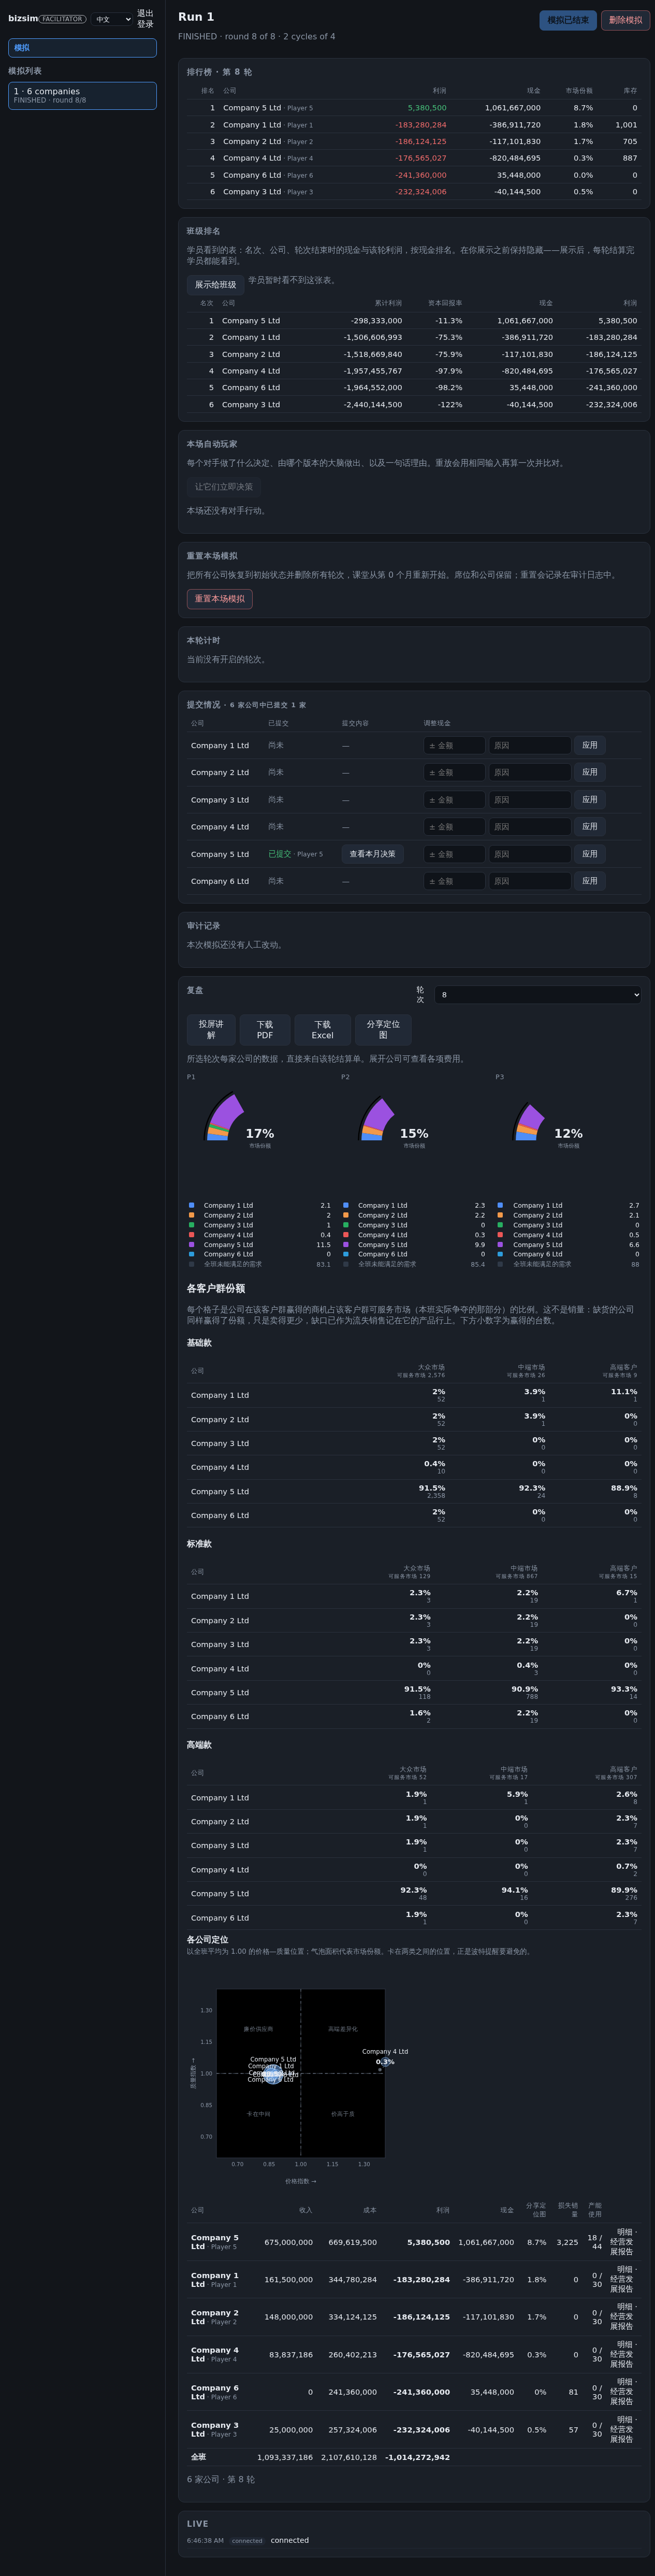 bizsim FACILITATOR 中文 退出登录
模拟
模拟列表
1 · 6 companies
FINISHED · round 8/8
Run 1
FINISHED · round 8 of 8 · 2 cycles of 4
模拟已结束
删除模拟
排行榜 · 第 8 轮
排名 公司 利润 现金 市场份额 库存
1 Company 5 Ltd · Player 5 5,380,500 1,061,667,000 8.7% 0
2 Company 1 Ltd · Player 1 -183,280,284 -386,911,720 1.8% 1,001
3 Company 2 Ltd · Player 2 -186,124,125 -117,101,830 1.7% 705
4 Company 4 Ltd · Player 4 -176,565,027 -820,484,695 0.3% 887
5 Company 6 Ltd · Player 6 -241,360,000 35,448,000 0.0% 0
6 Company 3 Ltd · Player 3 -232,324,006 -40,144,500 0.5% 0
班级排名
学员看到的表：名次、公司、轮次结束时的现金与该轮利润，按现金排名。在你展示之前保持隐藏——展示后，每轮结算完
学员都能看到。
展示给班级 学员暂时看不到这张表。
名次 公司 累计利润 资本回报率 现金 利润
1 Company 5 Ltd -298,333,000 -11.3% 1,061,667,000 5,380,500
2 Company 1 Ltd -1,506,606,993 -75.3% -386,911,720 -183,280,284
3 Company 2 Ltd -1,518,669,840 -75.9% -117,101,830 -186,124,125
4 Company 4 Ltd -1,957,455,767 -97.9% -820,484,695 -176,565,027
5 Company 6 Ltd -1,964,552,000 -98.2% 35,448,000 -241,360,000
6 Company 3 Ltd -2,440,144,500 -122% -40,144,500 -232,324,006
本场自动玩家
每个对手做了什么决定、由哪个版本的大脑做出、以及一句话理由。重放会用相同输入再算一次并比对。
让它们立即决策
本场还没有对手行动。
重置本场模拟
把所有公司恢复到初始状态并删除所有轮次，课堂从第 0 个月重新开始。席位和公司保留；重置会记录在审计日志中。
重置本场模拟
本轮计时
当前没有开启的轮次。
提交情况 · 6 家公司中已提交 1 家
公司 已提交 提交内容 调整现金
Company 1 Ltd 尚未 — ± 金额 原因 应用
Company 2 Ltd 尚未 — ± 金额 原因 应用
Company 3 Ltd 尚未 — ± 金额 原因 应用
Company 4 Ltd 尚未 — ± 金额 原因 应用
Company 5 Ltd 已提交 · Player 5 查看本月决策 ± 金额 原因 应用
Company 6 Ltd 尚未 — ± 金额 原因 应用
审计记录
本次模拟还没有人工改动。
复盘 轮次 8
投屏讲解 下载 PDF 下载 Excel 分享定位图
所选轮次每家公司的数据，直接来自该轮结算单。展开公司可查看各项费用。
P1 P2 P3
17% 市场份额 15% 市场份额 12% 市场份额
Company 1 Ltd 2.1 Company 1 Ltd 2.3 Company 1 Ltd 2.7
Company 2 Ltd 2 Company 2 Ltd 2.2 Company 2 Ltd 2.1
Company 3 Ltd 1 Company 3 Ltd 0 Company 3 Ltd 0
Company 4 Ltd 0.4 Company 4 Ltd 0.3 Company 4 Ltd 0.5
Company 5 Ltd 11.5 Company 5 Ltd 9.9 Company 5 Ltd 6.6
Company 6 Ltd 0 Company 6 Ltd 0 Company 6 Ltd 0
全班未能满足的需求 83.1 全班未能满足的需求 85.4 全班未能满足的需求 88
各客户群份额
每个格子是公司在该客户群赢得的商机占该客户群可服务市场（本班实际争夺的那部分）的比例。这不是销量：缺货的公司
同样赢得了份额，只是卖得更少，缺口已作为流失销售记在它的产品行上。下方小数字为赢得的台数。
基础款
公司 大众市场 可服务市场 2,576 中端市场 可服务市场 26 高端客户 可服务市场 9
Company 1 Ltd 2% 52 3.9% 1 11.1% 1
Company 2 Ltd 2% 52 3.9% 1 0% 0
Company 3 Ltd 2% 52 0% 0 0% 0
Company 4 Ltd 0.4% 10 0% 0 0% 0
Company 5 Ltd 91.5% 2,358 92.3% 24 88.9% 8
Company 6 Ltd 2% 52 0% 0 0% 0
标准款
公司 大众市场 可服务市场 129 中端市场 可服务市场 867 高端客户 可服务市场 15
Company 1 Ltd 2.3% 3 2.2% 19 6.7% 1
Company 2 Ltd 2.3% 3 2.2% 19 0% 0
Company 3 Ltd 2.3% 3 2.2% 19 0% 0
Company 4 Ltd 0% 0 0.4% 3 0% 0
Company 5 Ltd 91.5% 118 90.9% 788 93.3% 14
Company 6 Ltd 1.6% 2 2.2% 19 0% 0
高端款
公司 大众市场 可服务市场 52 中端市场 可服务市场 17 高端客户 可服务市场 307
Company 1 Ltd 1.9% 1 5.9% 1 2.6% 8
Company 2 Ltd 1.9% 1 0% 0 2.3% 7
Company 3 Ltd 1.9% 1 0% 0 2.3% 7
Company 4 Ltd 0% 0 0% 0 0.7% 2
Company 5 Ltd 92.3% 48 94.1% 16 89.9% 276
Company 6 Ltd 1.9% 1 0% 0 2.3% 7
各公司定位
以全班平均为 1.00 的价格—质量位置；气泡面积代表市场份额。卡在两类之间的位置，正是波特提醒要避免的。
1.30
廉价供应商 高端差异化
1.15
Company 4 Ltd
0.3%
Company 5 Ltd
Company 1 Ltd
1.00
Company 6 Ltd
质量指数 →
0.85
卡在中间 价高于质
0.70
0.70 0.85 1.00 1.15 1.30
价格指数 →
公司 收入 成本 利润 现金 分享定位图 损失销量 产能使用
Company 5 Ltd · Player 5 675,000,000 669,619,500 5,380,500 1,061,667,000 8.7% 3,225 18 / 44 明细 · 经营发展报告
Company 1 Ltd · Player 1 161,500,000 344,780,284 -183,280,284 -386,911,720 1.8% 0 0 / 30 明细 · 经营发展报告
Company 2 Ltd · Player 2 148,000,000 334,124,125 -186,124,125 -117,101,830 1.7% 0 0 / 30 明细 · 经营发展报告
Company 4 Ltd · Player 4 83,837,186 260,402,213 -176,565,027 -820,484,695 0.3% 0 0 / 30 明细 · 经营发展报告
Company 6 Ltd · Player 6 0 241,360,000 -241,360,000 35,448,000 0% 81 0 / 30 明细 · 经营发展报告
Company 3 Ltd · Player 3 25,000,000 257,324,006 -232,324,006 -40,144,500 0.5% 57 0 / 30 明细 · 经营发展报告
全班 1,093,337,186 2,107,610,128 -1,014,272,942
6 家公司 · 第 8 轮
LIVE
6:46:38 AM connected connected